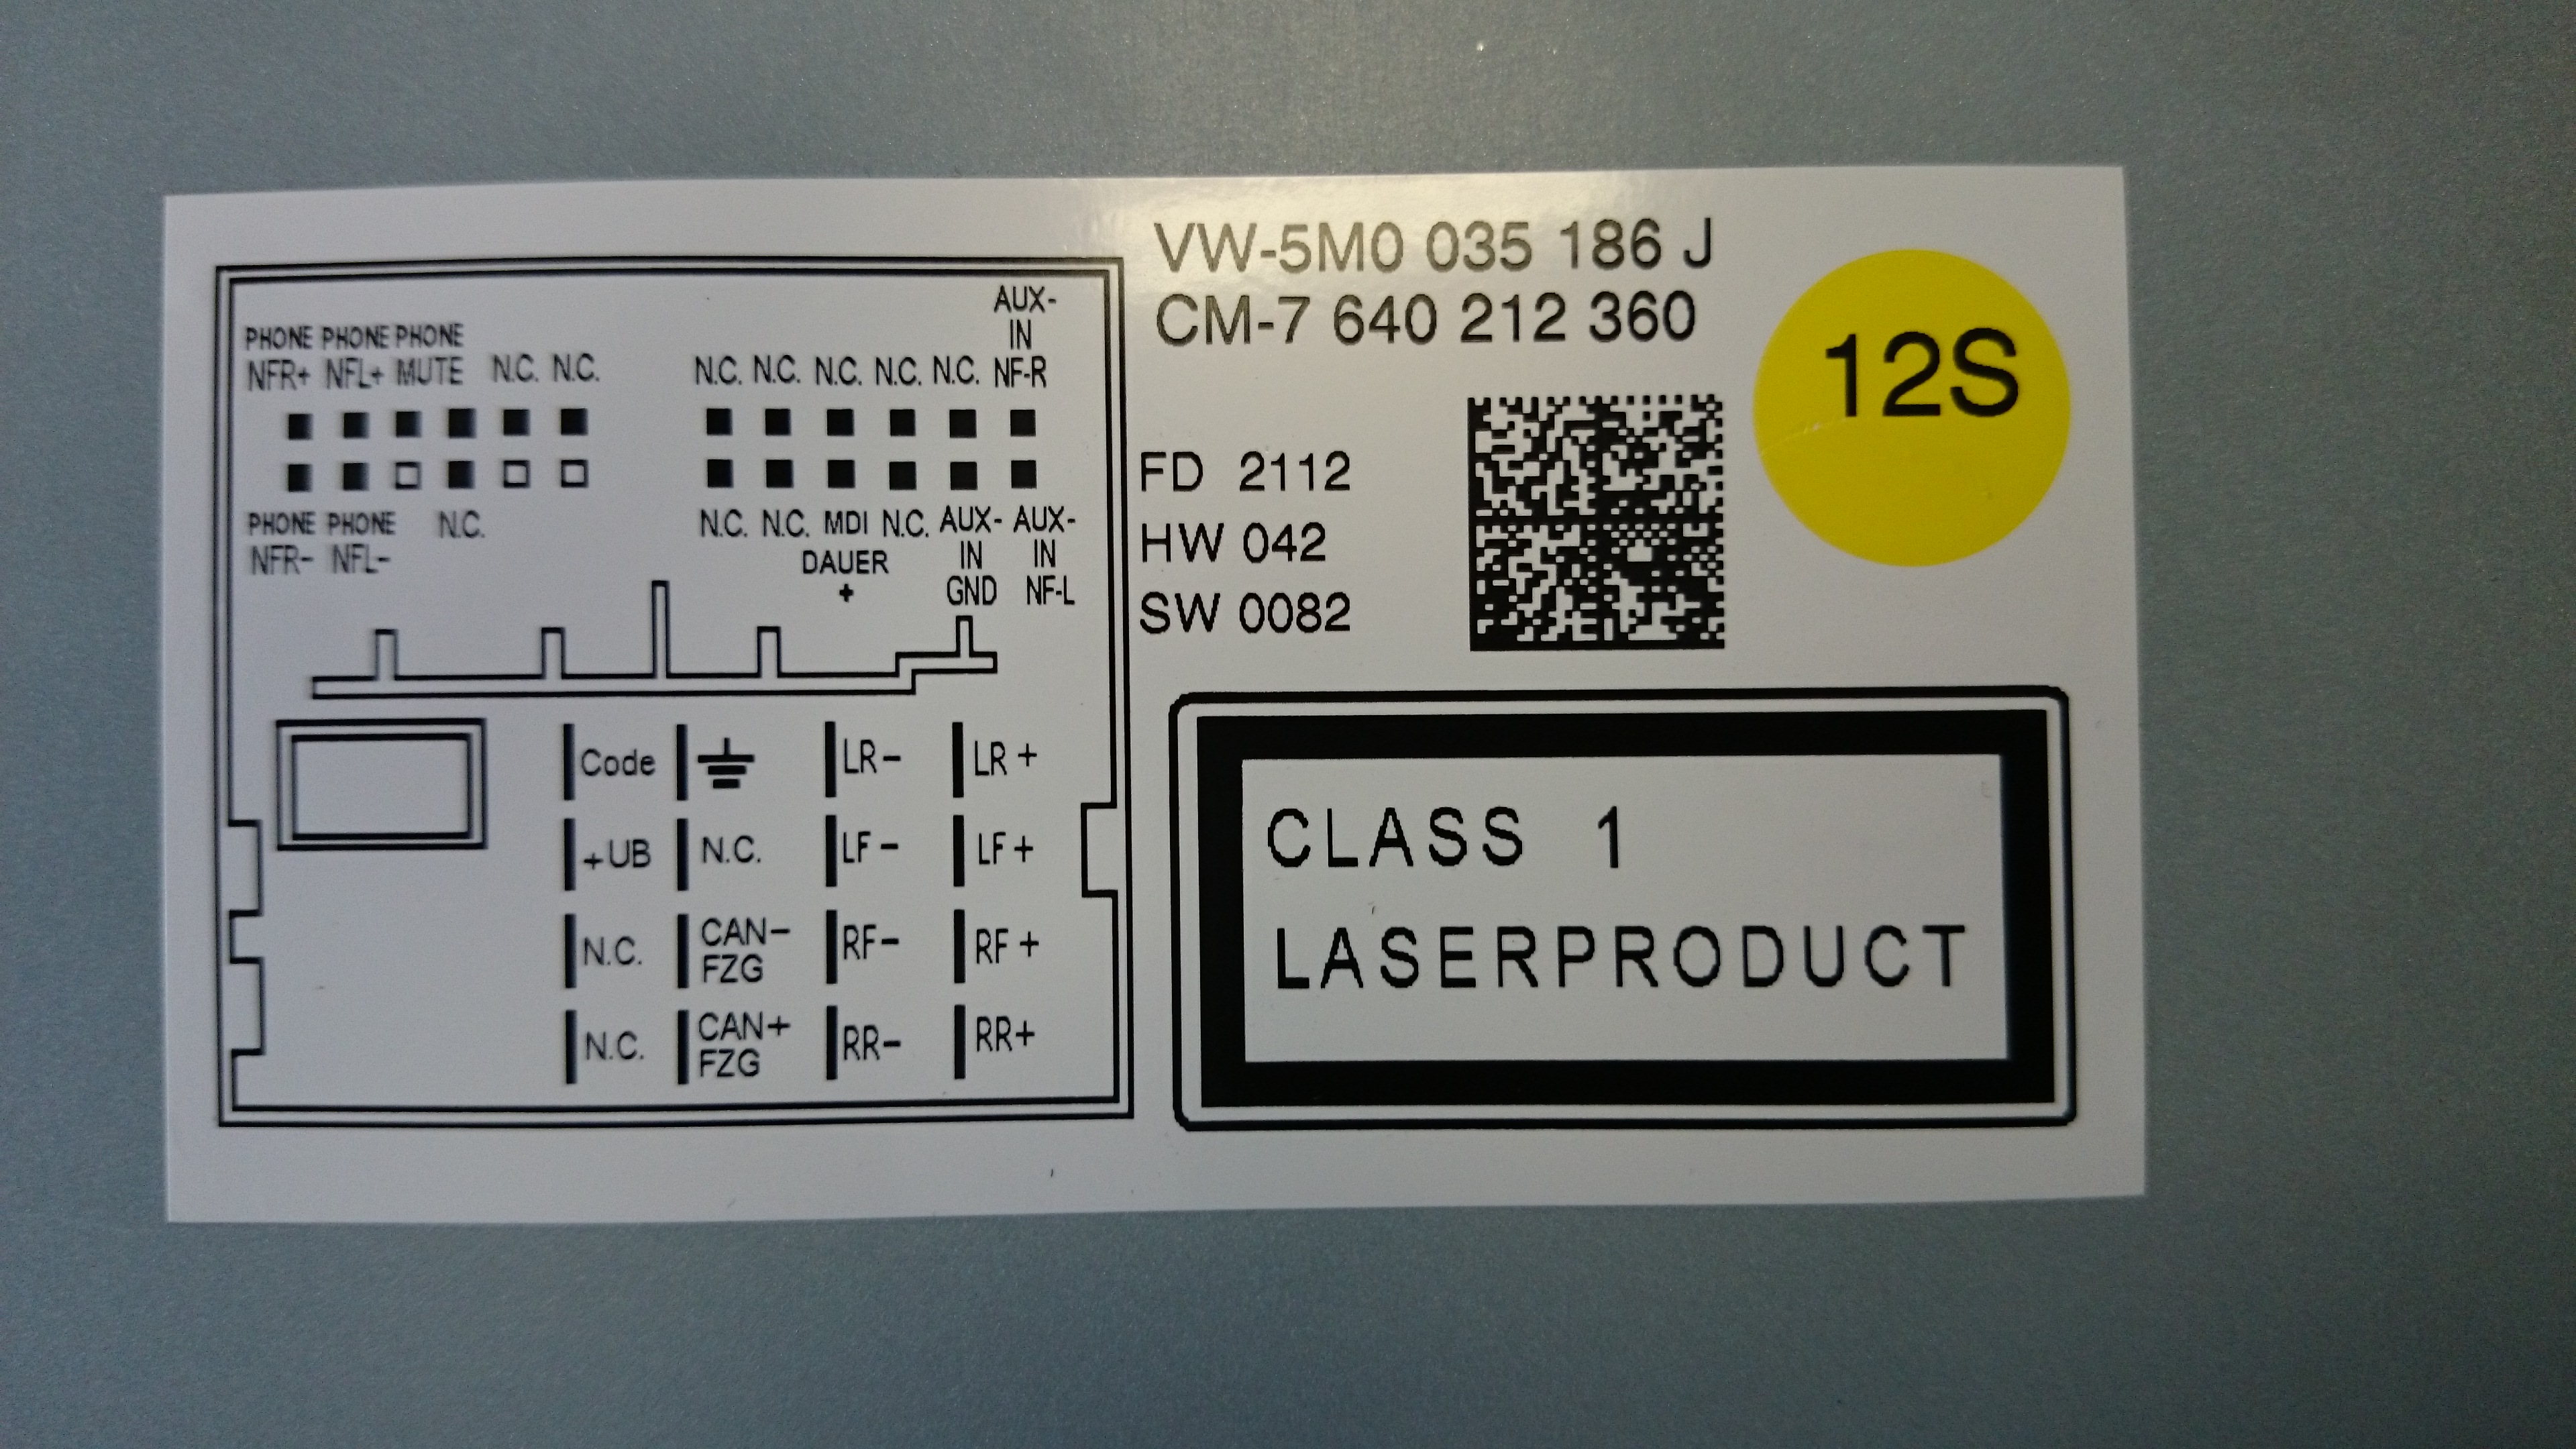 VW-5M0 035 186 J
CM-7 640 212 360
12S
FD 2112
HW 042
SW 0082
CLASS 1
LASERPRODUCT
AUX-
PHONE PHONE PHONE IN
NFR+ NFL+ MUTE N.C. N.C. N.C. N.C. N.C. N.C. N.C. NF-R
PHONE PHONE N.C. N.C. N.C. MDI N.C. AUX- AUX-
NFR- NFL- DAUER IN IN
+ GND NF-L
Code LR- LR+
+UB N.C. LF- LF+
N.C. CAN- RF- RF+
FZG
N.C. CAN+ RR- RR+
FZG